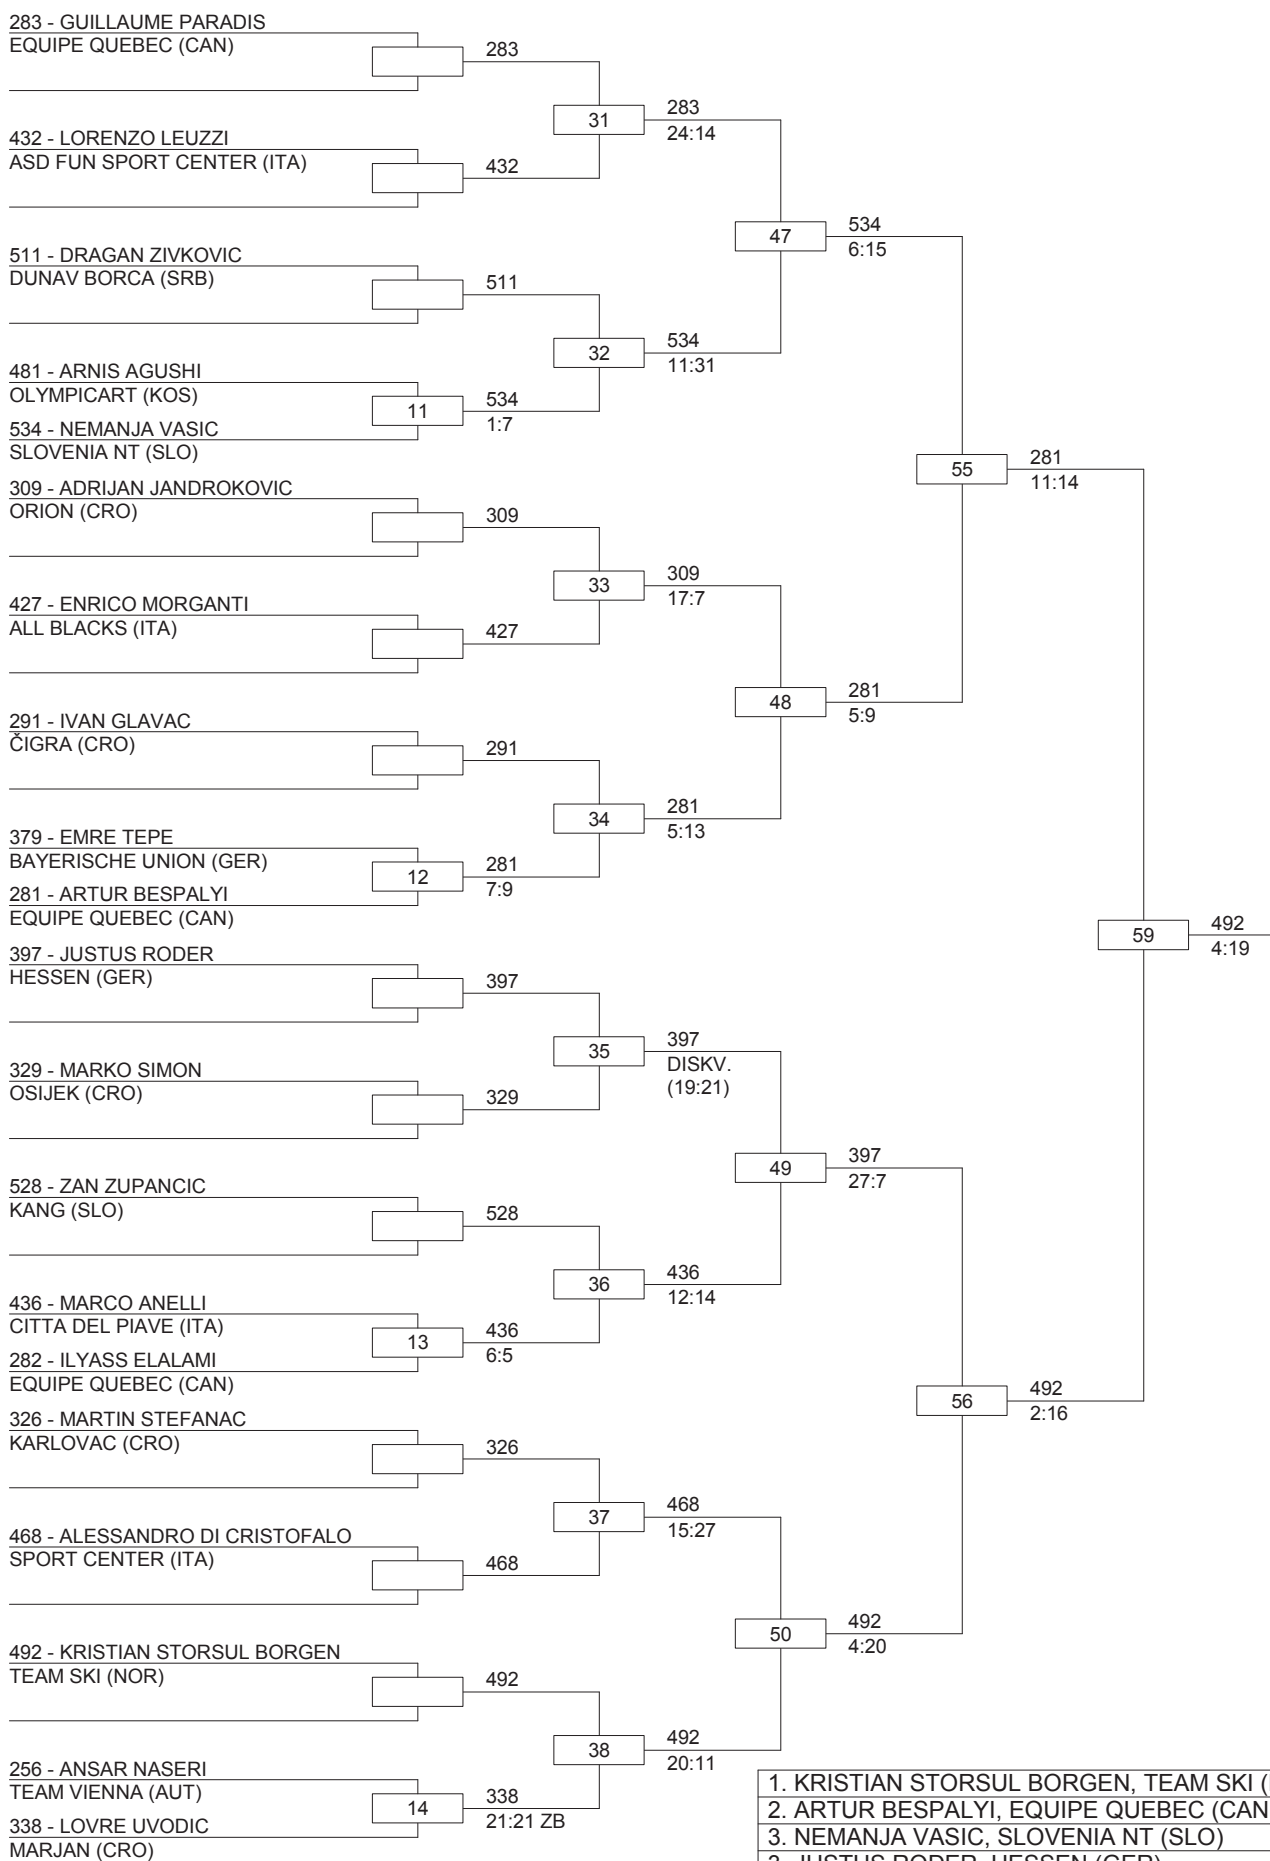 283 - GUILLAUME PARADIS
EQUIPE QUEBEC (CAN)
283
31
283
24:14
432 - LORENZO LEUZZI
ASD FUN SPORT CENTER (ITA)
432
47
534
6:15
511 - DRAGAN ZIVKOVIC
DUNAV BORCA (SRB)
511
32
534
11:31
481 - ARNIS AGUSHI
OLYMPICART (KOS)
11
534
1:7
534 - NEMANJA VASIC
SLOVENIA NT (SLO)
55
281
11:14
309 - ADRIJAN JANDROKOVIC
ORION (CRO)
309
33
309
17:7
427 - ENRICO MORGANTI
ALL BLACKS (ITA)
427
48
281
5:9
291 - IVAN GLAVAC
ČIGRA (CRO)
291
34
281
5:13
379 - EMRE TEPE
BAYERISCHE UNION (GER)
12
281
7:9
281 - ARTUR BESPALYI
EQUIPE QUEBEC (CAN)
59
492
4:19
397 - JUSTUS RODER
HESSEN (GER)
397
35
397
DISKV.
(19:21)
329 - MARKO SIMON
OSIJEK (CRO)
329
49
397
27:7
528 - ZAN ZUPANCIC
KANG (SLO)
528
36
436
12:14
436 - MARCO ANELLI
CITTA DEL PIAVE (ITA)
13
436
6:5
282 - ILYASS ELALAMI
EQUIPE QUEBEC (CAN)
56
492
2:16
326 - MARTIN STEFANAC
KARLOVAC (CRO)
326
37
468
15:27
468 - ALESSANDRO DI CRISTOFALO
SPORT CENTER (ITA)
468
50
492
4:20
492 - KRISTIAN STORSUL BORGEN
TEAM SKI (NOR)
492
38
492
20:11
256 - ANSAR NASERI
TEAM VIENNA (AUT)
14
338
21:21 ZB
338 - LOVRE UVODIC
MARJAN (CRO)
1. KRISTIAN STORSUL BORGEN, TEAM SKI (
2. ARTUR BESPALYI, EQUIPE QUEBEC (CAN
3. NEMANJA VASIC, SLOVENIA NT (SLO)
3. JUSTUS RODER, HESSEN (GER)